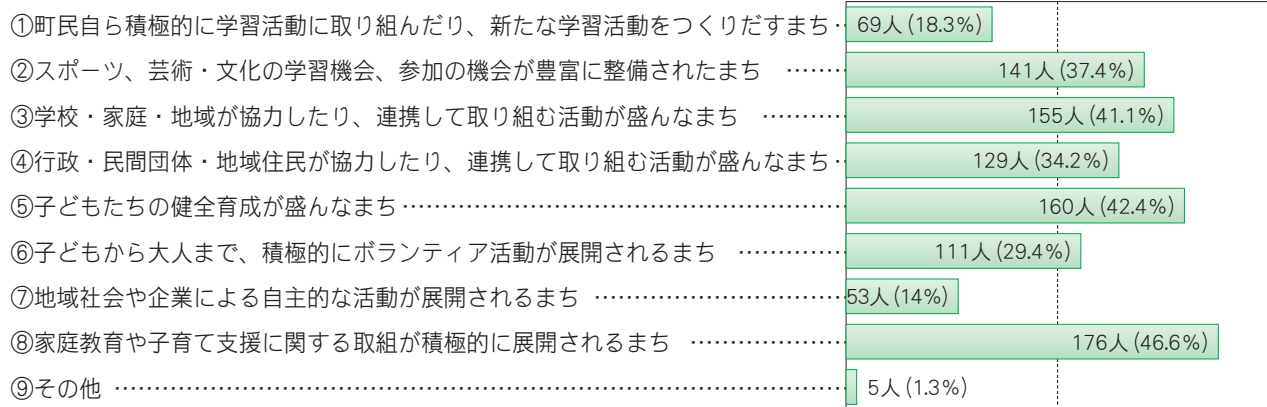 ①町民自ら積極的に学習活動に取り組んだり、新たな学習活動をつくりだすまち‥ 69人(18.3%)
②スポーツ、芸術・文化の学習機会、参加の機会が豊富に整備されたまち ‥‥‥ 141人(37.4%)
③学校・家庭・地域が協力したり、連携して取り組む活動が盛んなまち ‥‥‥‥ 155人(41.1%)
④行政・民間団体・地域住民が協力したり、連携して取り組む活動が盛んなまち‥ 129人(34.2%)
⑤子どもたちの健全育成が盛んなまち‥‥‥‥‥‥‥‥‥‥‥‥‥‥‥‥‥‥‥‥ 160人(42.4%)
⑥子どもから大人まで、積極的にボランティア活動が展開されるまち ‥‥‥‥‥ 111人(29.4%)
⑦地域社会や企業による自主的な活動が展開されるまち ‥‥‥‥‥‥‥‥‥‥‥ 53人(14%)
⑧家庭教育や子育て支援に関する取組が積極的に展開されるまち ‥‥‥‥‥‥‥ 176人(46.6%)
⑨その他 ‥‥‥‥‥‥‥‥‥‥‥‥‥‥‥‥‥‥‥‥‥‥‥‥‥‥‥‥‥‥‥‥‥ 5人(1.3%)